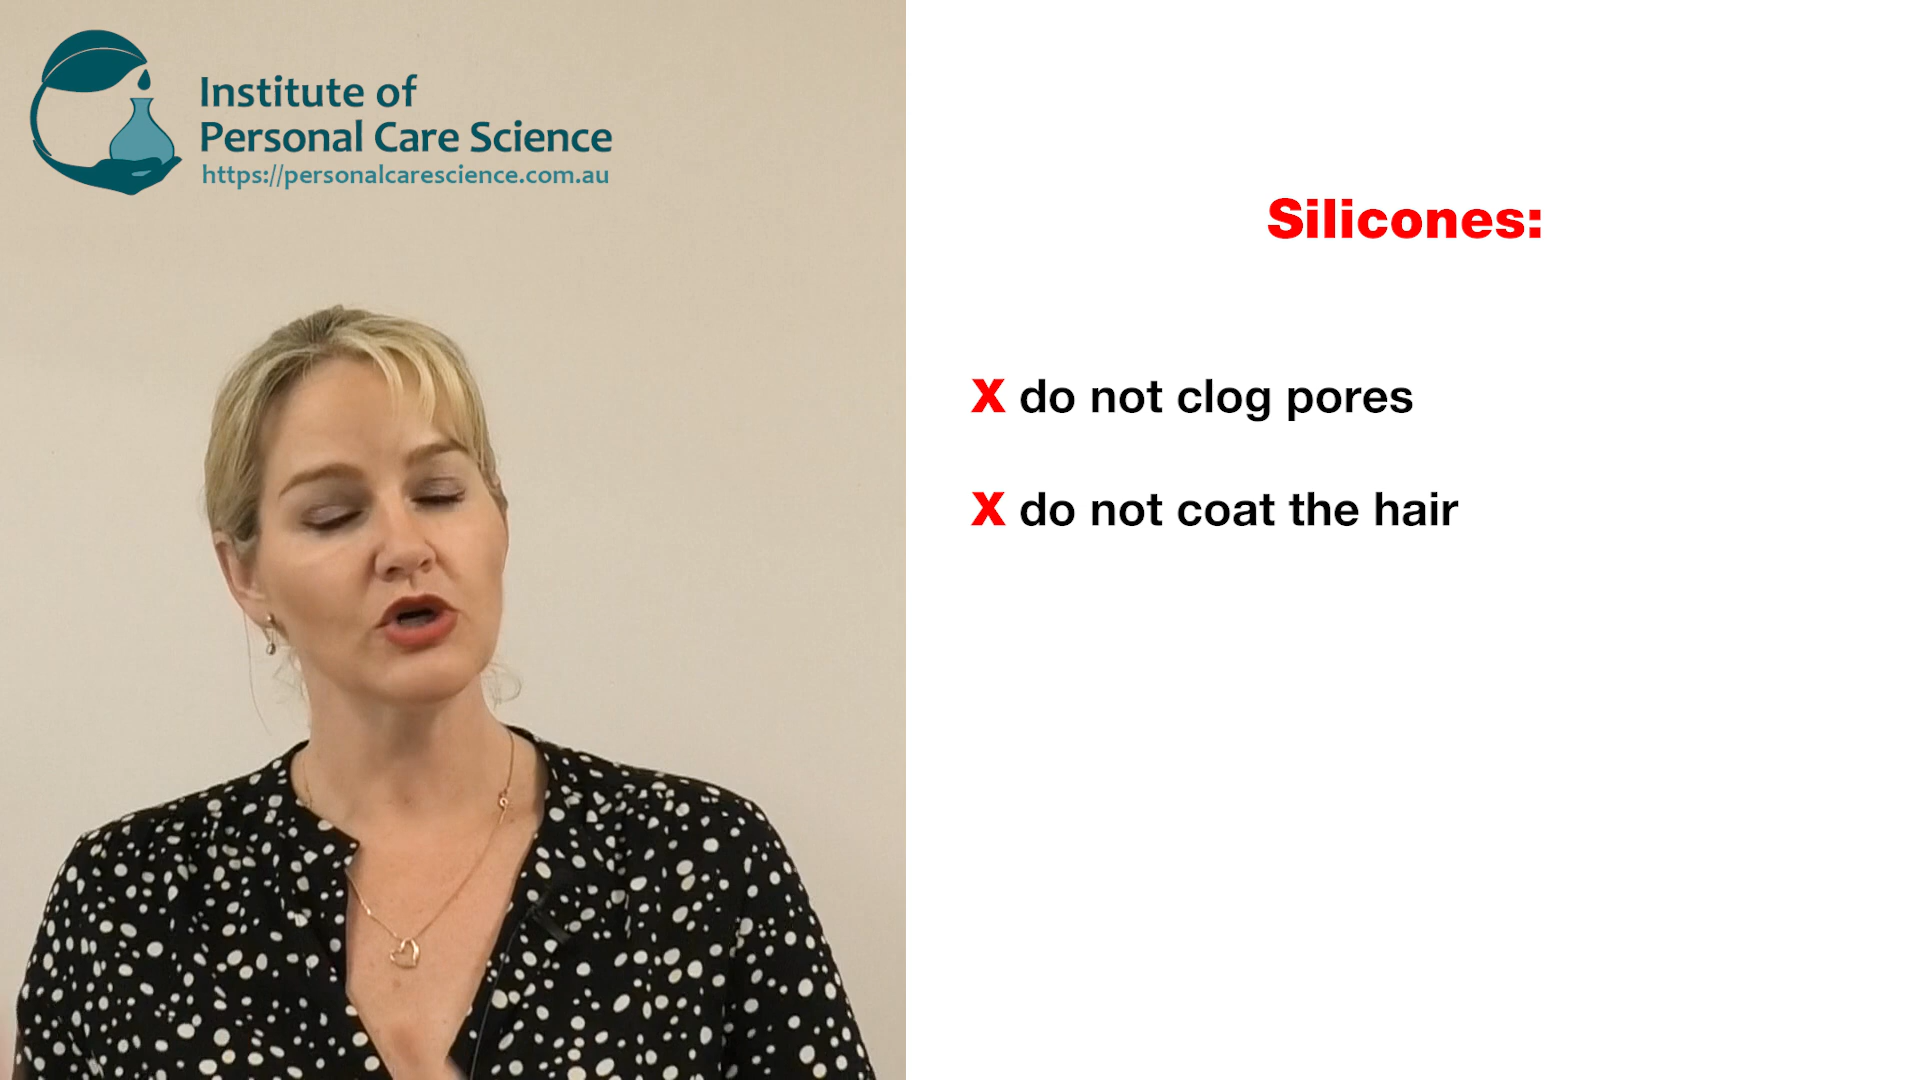 Institute of
Personal Care Science
https://personalcarescience.com.au
Silicones:
X do not clog pores
X do not coat the hair